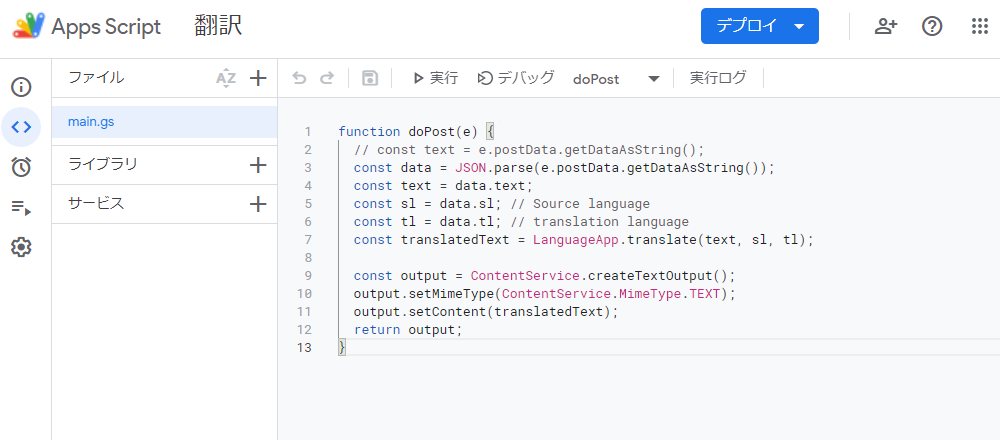 Apps Script 翻訳 デプロイ
ファイル AZ 実行 デバッグ doPost 実行ログ
main.gs
ライブラリ
サービス
1 function doPost(e) {
2 // const text = e.postData.getDataAsString();
3 const data = JSON.parse(e.postData.getDataAsString());
4 const text = data.text;
5 const sl = data.sl; // Source language
6 const tl = data.tl; // translation language
7 const translatedText = LanguageApp.translate(text, sl, tl);
8
9 const output = ContentService.createTextOutput();
10 output.setMimeType(ContentService.MimeType.TEXT);
11 output.setContent(translatedText);
12 return output;
13 }